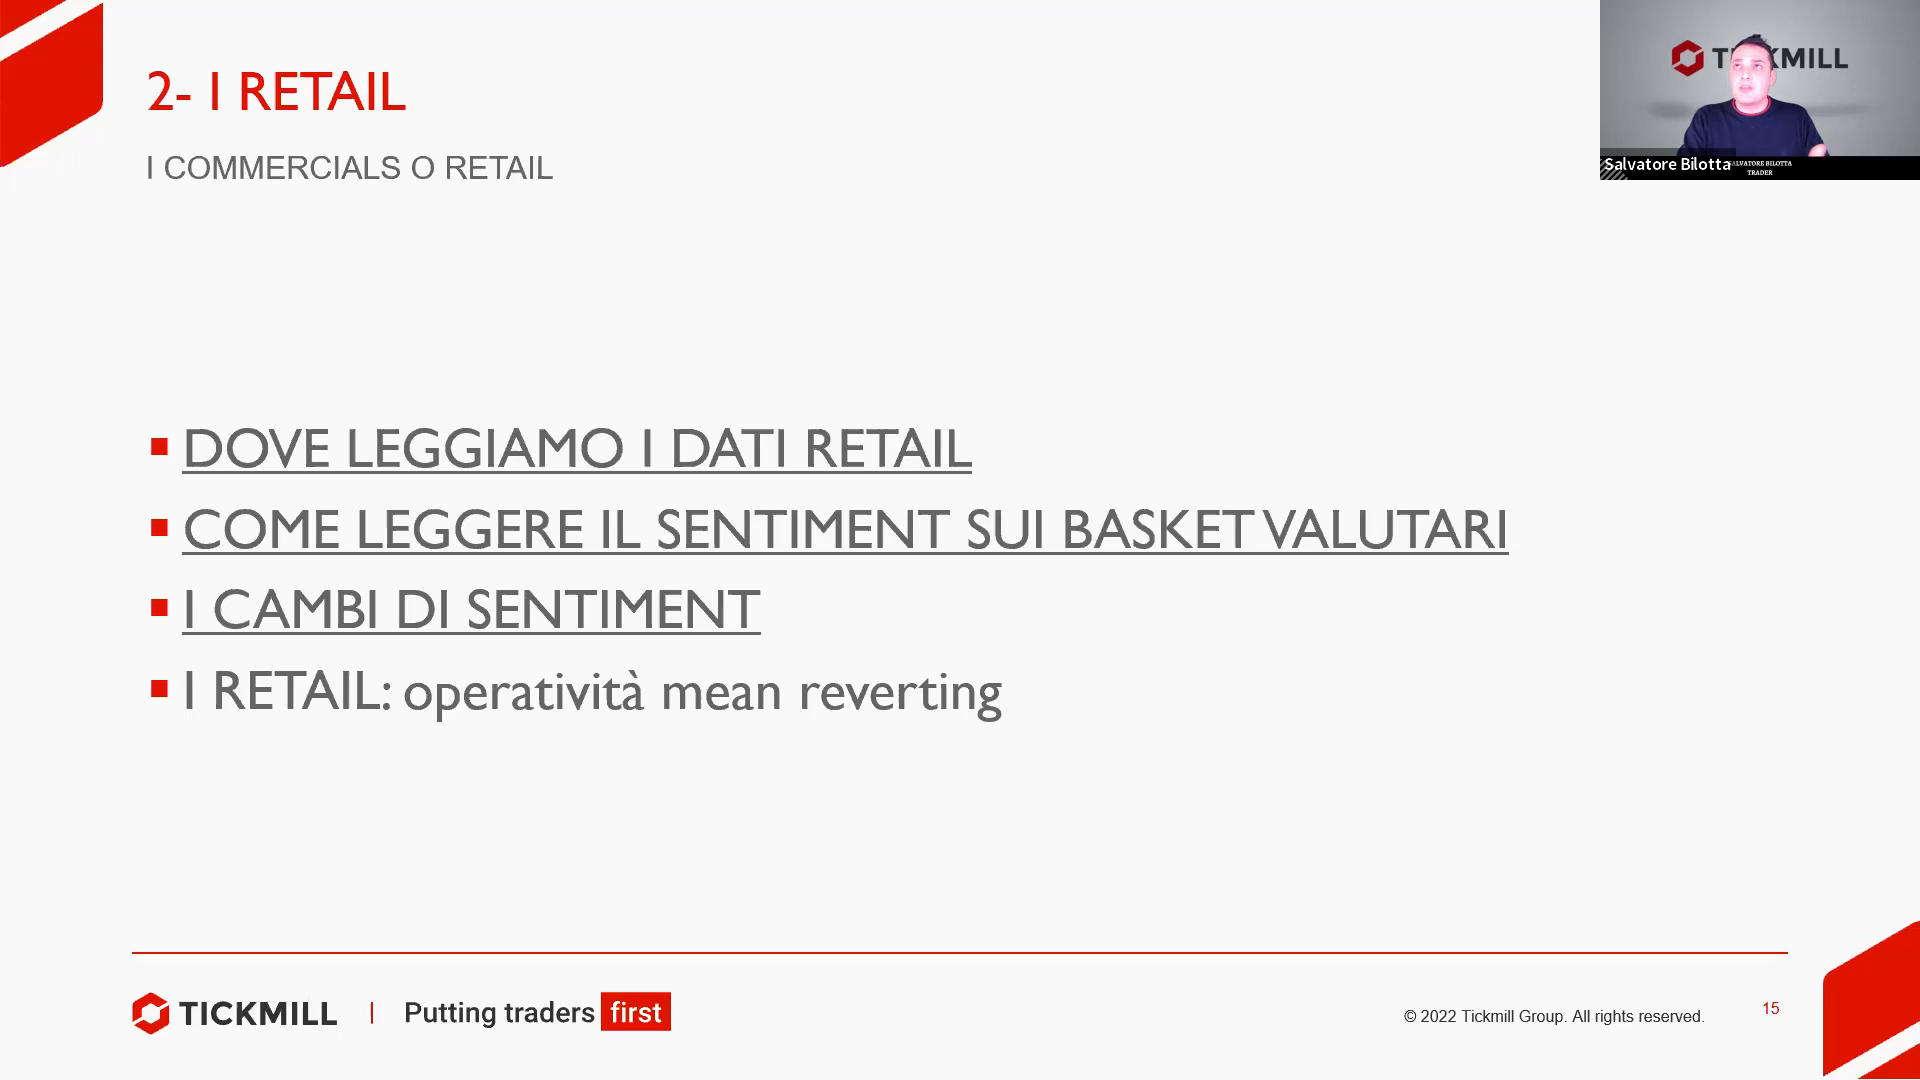 2- I RETAIL
I COMMERCIALS O RETAIL
TICKMILL
Salvatore Bilotta
SALVATORE BILOTTA
TRADER
DOVE LEGGIAMO I DATI RETAIL
COME LEGGERE IL SENTIMENT SUI BASKET VALUTARI
I CAMBI DI SENTIMENT
I RETAIL: operatività mean reverting
TICKMILL | Putting traders first
© 2022 Tickmill Group. All rights reserved.
15